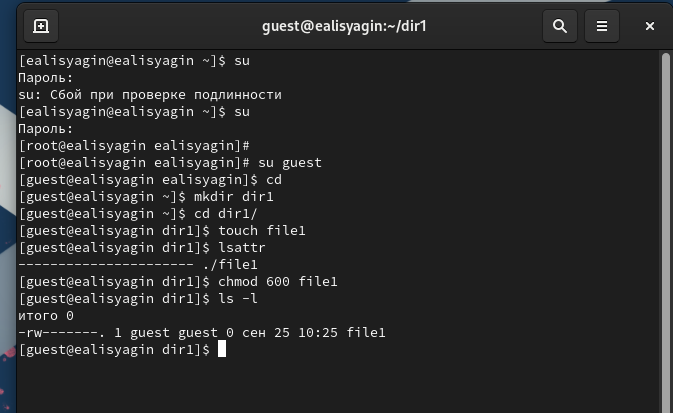 guest@ealisyagin:~/dir1
[ealisyagin@ealisyagin ~]$ su
Пароль:
su: Сбой при проверке подлинности
[ealisyagin@ealisyagin ~]$ su
Пароль:
[root@ealisyagin ealisyagin]#
[root@ealisyagin ealisyagin]# su guest
[guest@ealisyagin ealisyagin]$ cd
[guest@ealisyagin ~]$ mkdir dir1
[guest@ealisyagin ~]$ cd dir1/
[guest@ealisyagin dir1]$ touch file1
[guest@ealisyagin dir1]$ lsattr
---------------------- ./file1
[guest@ealisyagin dir1]$ chmod 600 file1
[guest@ealisyagin dir1]$ ls -l
итого 0
-rw-------. 1 guest guest 0 сен 25 10:25 file1
[guest@ealisyagin dir1]$